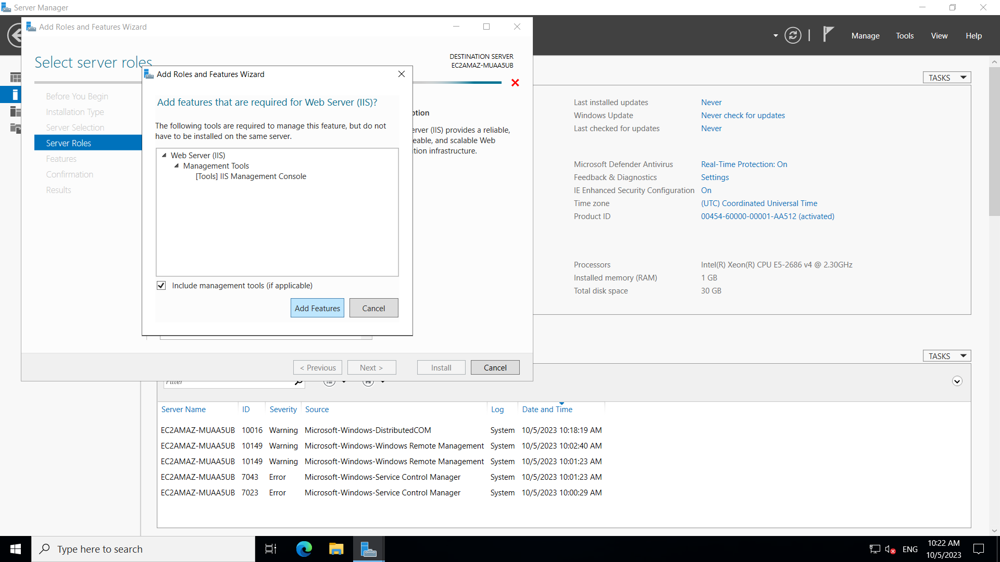 Server Manager
Add Roles and Features Wizard
Manage
Tools
View
Help
Select server roles
DESTINATION SERVER
EC2AMAZ-MUAA5UB
Add Roles and Features Wizard
TASKS
Before You Begin
Installation Type
Server Selection
Server Roles
Features
Confirmation
Results
Add features that are required for Web Server (IIS)?
The following tools are required to manage this feature, but do not
have to be installed on the same server.
Web Server (IIS)
Management Tools
[Tools] IIS Management Console
Include management tools (if applicable)
Add Features
Cancel
ption
erver (IIS) provides a reliable,
eable, and scalable Web
tion infrastructure.
< Previous
Next >
Install
Cancel
Last installed updates Never
Windows Update Never check for updates
Last checked for updates Never
Microsoft Defender Antivirus Real-Time Protection: On
Feedback & Diagnostics Settings
IE Enhanced Security Configuration On
Time zone (UTC) Coordinated Universal Time
Product ID 00454-60000-00001-AA512 (activated)
Processors Intel(R) Xeon(R) CPU E5-2686 v4 @ 2.30GHz
Installed memory (RAM) 1 GB
Total disk space 30 GB
TASKS
Filter
Server Name ID Severity Source Log Date and Time
EC2AMAZ-MUAA5UB 10016 Warning Microsoft-Windows-DistributedCOM System 10/5/2023 10:18:19 AM
EC2AMAZ-MUAA5UB 10149 Warning Microsoft-Windows-Windows Remote Management System 10/5/2023 10:02:40 AM
EC2AMAZ-MUAA5UB 10149 Warning Microsoft-Windows-Windows Remote Management System 10/5/2023 10:01:23 AM
EC2AMAZ-MUAA5UB 7043 Error Microsoft-Windows-Service Control Manager System 10/5/2023 10:01:23 AM
EC2AMAZ-MUAA5UB 7023 Error Microsoft-Windows-Service Control Manager System 10/5/2023 10:00:29 AM
Type here to search
ENG
10:22 AM
10/5/2023